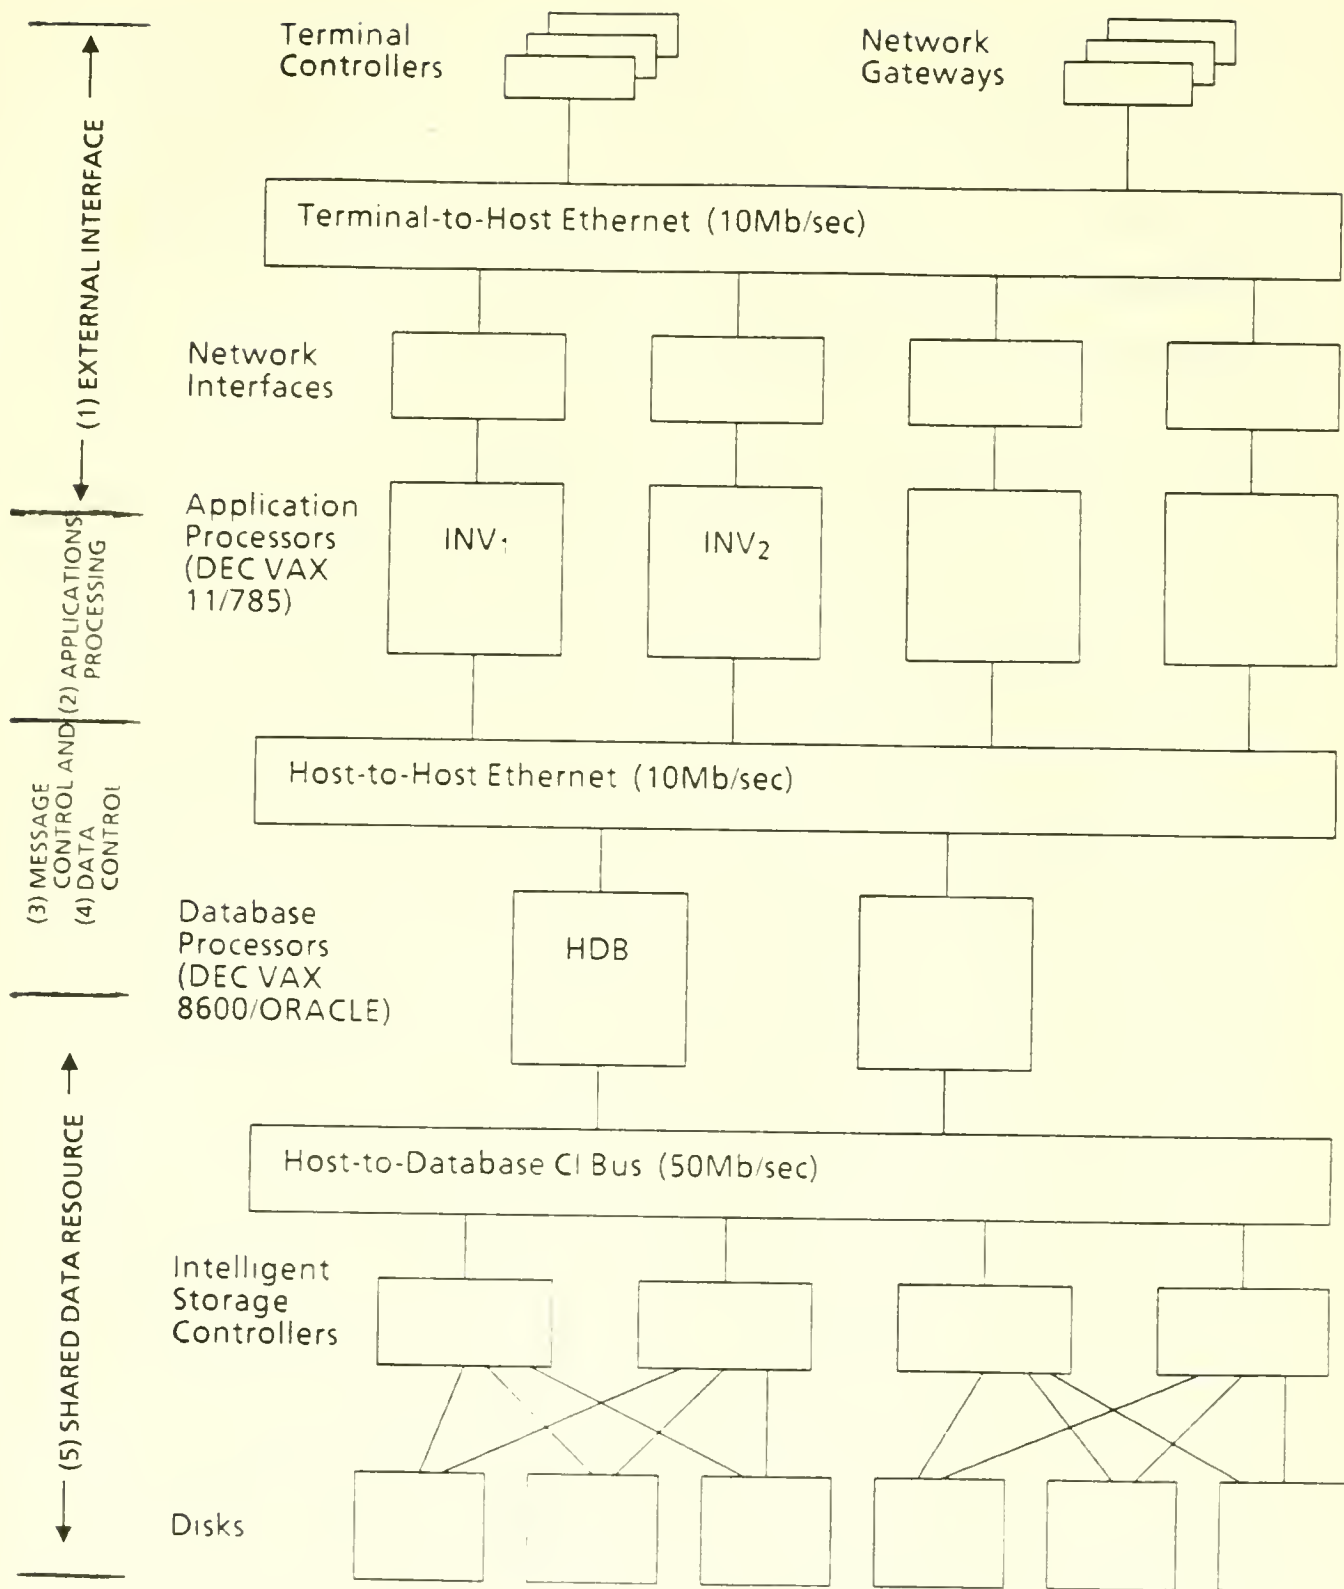 Terminal
Controllers
Network
Gateways
(1) EXTERNAL INTERFACE
Terminal-to-Host Ethernet (10Mb/sec)
Network
Interfaces
Application
Processors
(DEC VAX
11/785)
INV₁
INV₂
(2) APPLICATIONS
PROCESSING
Host-to-Host Ethernet (10Mb/sec)
(3) MESSAGE
CONTROL AND
(4) DATA
CONTROL
Database
Processors
(DEC VAX
8600/ORACLE)
HDB
Host-to-Database CI Bus (50Mb/sec)
(5) SHARED DATA RESOURCE
Intelligent
Storage
Controllers
Disks